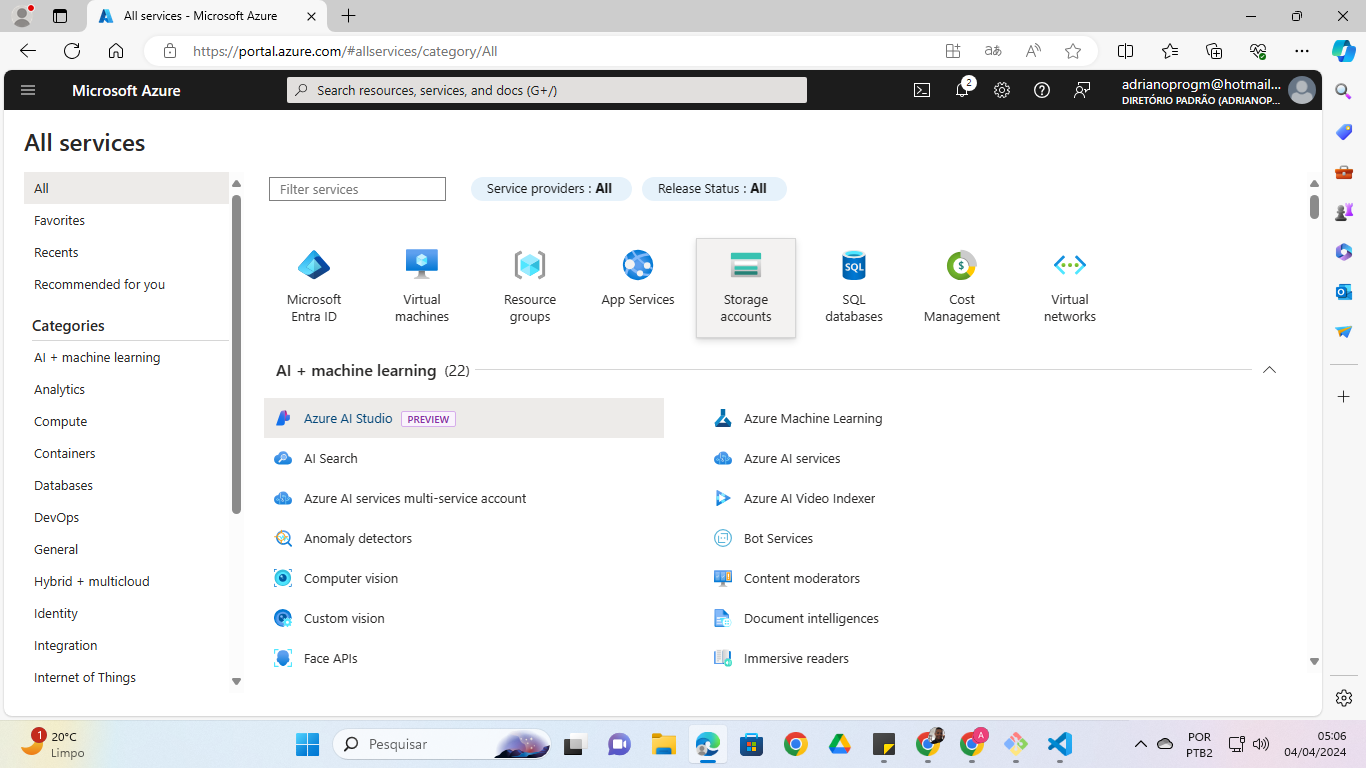 All services - Microsoft Azure
https://portal.azure.com/#allservices/category/All
Microsoft Azure
Search resources, services, and docs (G+/)
2
adrianoprogm@hotmail...
DIRETÓRIO PADRÃO (ADRIANOP...
All services
All
Favorites
Recents
Recommended for you
Categories
AI + machine learning
Analytics
Compute
Containers
Databases
DevOps
General
Hybrid + multicloud
Identity
Integration
Internet of Things
Filter services
Service providers : All
Release Status : All
Microsoft
Entra ID
Virtual
machines
Resource
groups
App Services
Storage
accounts
SQL
SQL
databases
Cost
Management
Virtual
networks
AI + machine learning (22)
Azure AI Studio PREVIEW
Azure Machine Learning
AI Search
Azure AI services
Azure AI services multi-service account
Azure AI Video Indexer
Anomaly detectors
Bot Services
Computer vision
Content moderators
Custom vision
Document intelligences
Face APIs
Immersive readers
1
20°C
Limpo
Pesquisar
A
POR
PTB2
05:06
04/04/2024